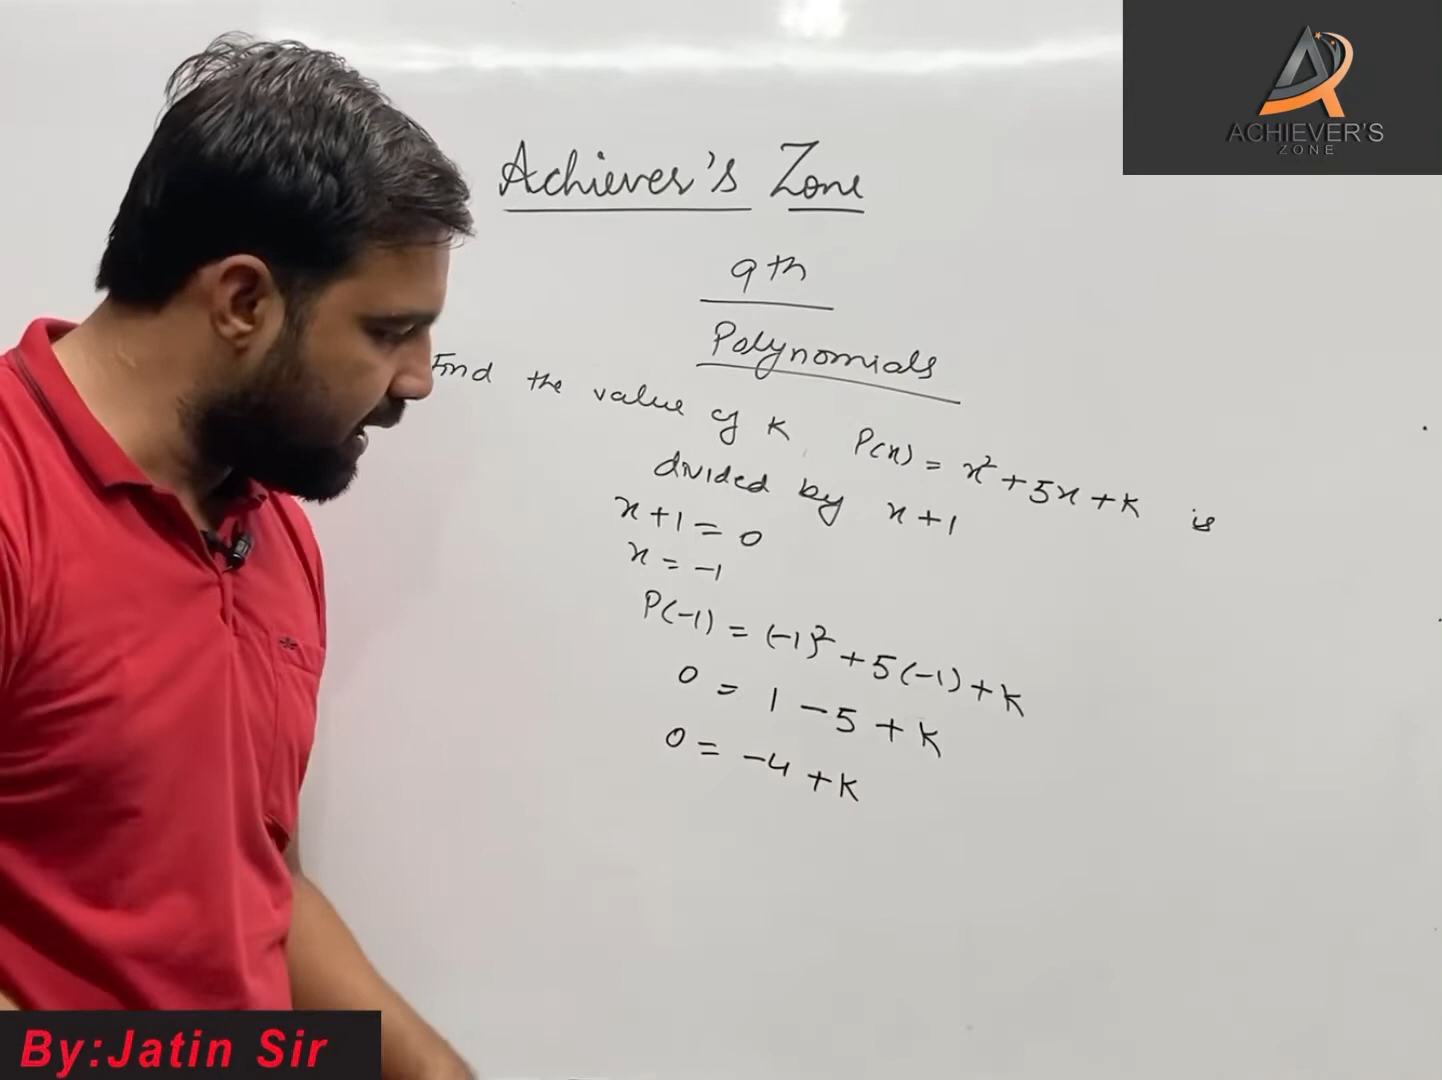 ACHIEVER'S
ZONE
Achiever's Zone
9th
Polynomials
Find the value of K, P(x) = x² + 5x + K is
divided by x + 1
x + 1 = 0
x = -1
P(-1) = (-1)² + 5(-1) + K
0 = 1 - 5 + K
0 = -4 + K
By:Jatin Sir